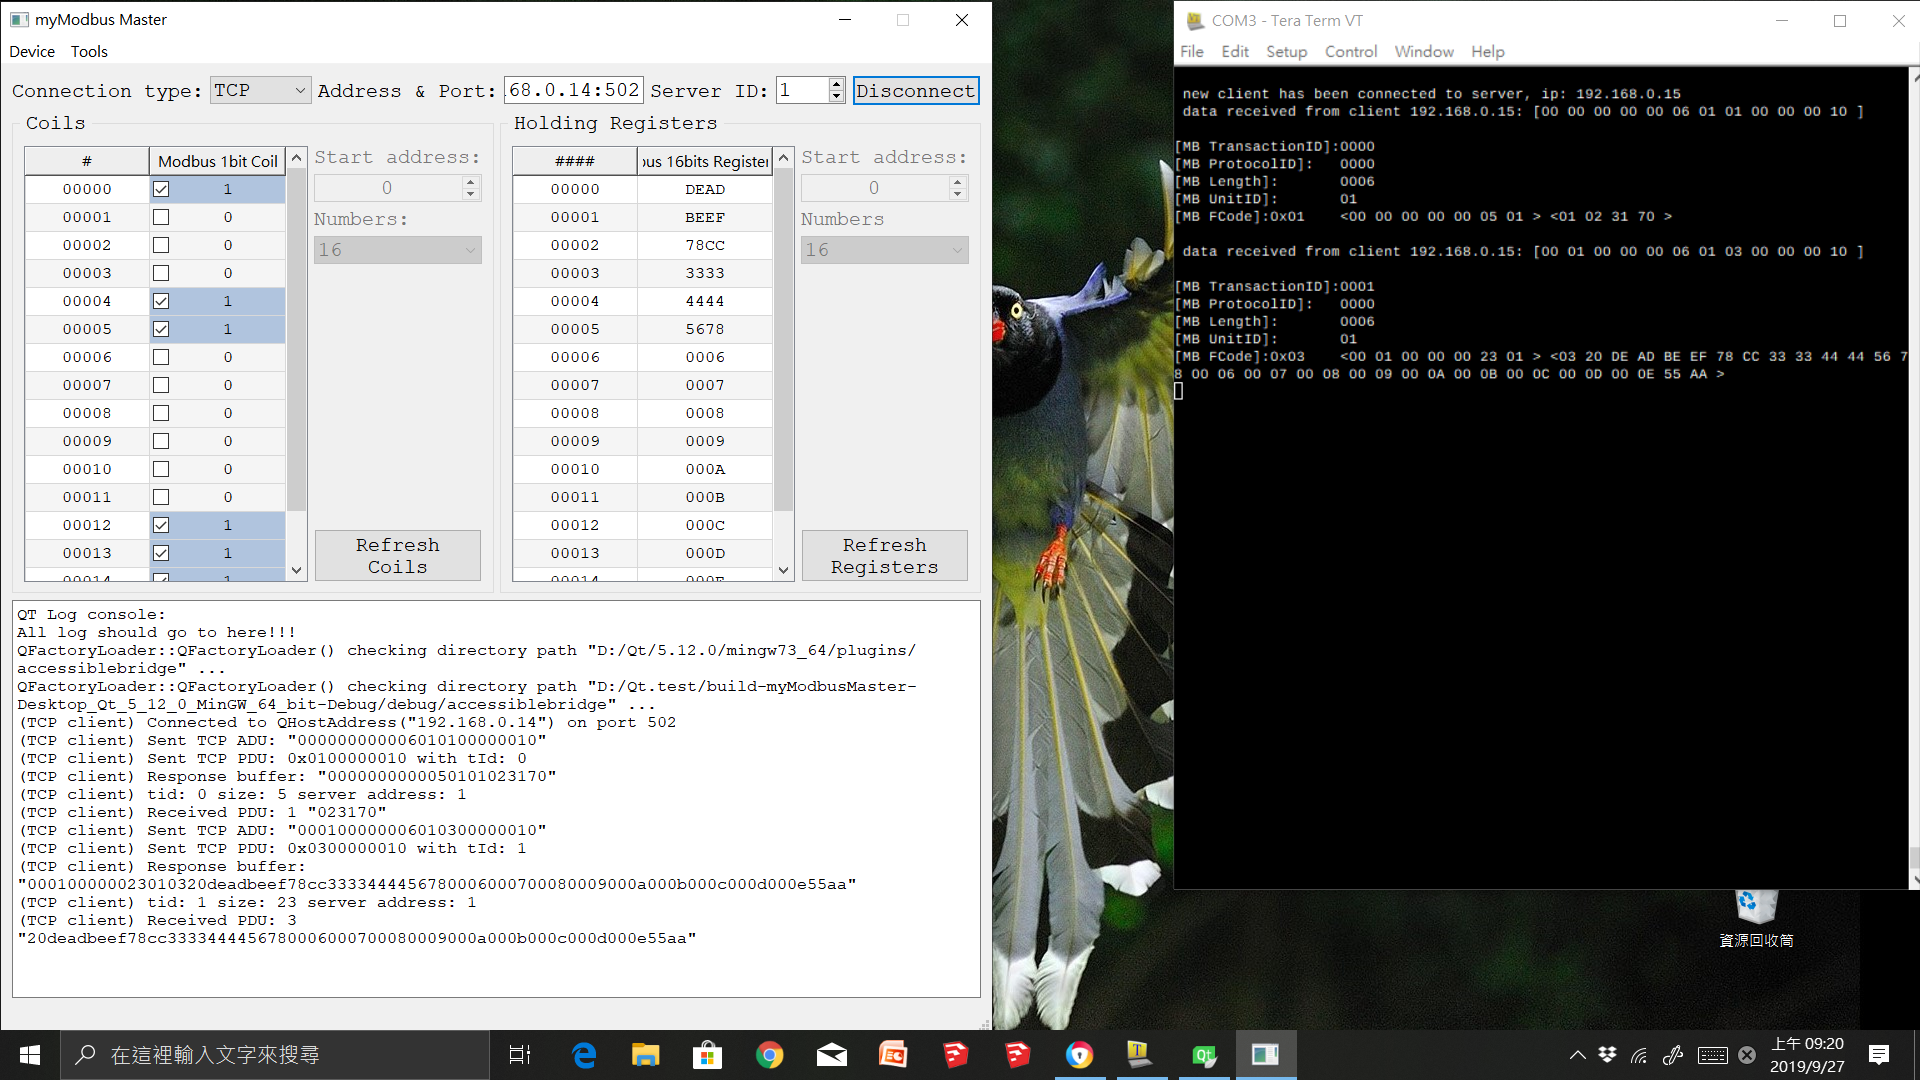 myModbus Master
Device Tools
Connection type: TCP Address & Port: .68.0.14:502 Server ID: 1 Disconnect
Coils
# Modbus 1bit Coil
00000 1
00001 0
00002 0
00003 0
00004 1
00005 1
00006 0
00007 0
00008 0
00009 0
00010 0
00011 0
00012 1
00013 1
00014 1
Start address:
0
Numbers:
16
Refresh
Coils
Holding Registers
#### bus 16bits Register
00000 DEAD
00001 BEEF
00002 78CC
00003 3333
00004 4444
00005 5678
00006 0006
00007 0007
00008 0008
00009 0009
00010 000A
00011 000B
00012 000C
00013 000D
00014 000E
Start address:
0
Numbers
16
Refresh
Registers
QT Log console:
All log should go to here!!!
QFactoryLoader::QFactoryLoader() checking directory path "D:/Qt/5.12.0/mingw73_64/plugins/
accessiblebridge" ...
QFactoryLoader::QFactoryLoader() checking directory path "D:/Qt.test/build-myModbusMaster-
Desktop_Qt_5_12_0_MinGW_64_bit-Debug/debug/accessiblebridge" ...
(TCP client) Connected to QHostAddress("192.168.0.14") on port 502
(TCP client) Sent TCP ADU: "000000000006010100000010"
(TCP client) Sent TCP PDU: 0x0100000010 with tId: 0
(TCP client) Response buffer: "0000000000050101023170"
(TCP client) tid: 0 size: 5 server address: 1
(TCP client) Received PDU: 1 "023170"
(TCP client) Sent TCP ADU: "000100000006010300000010"
(TCP client) Sent TCP PDU: 0x0300000010 with tId: 1
(TCP client) Response buffer:
"000100000023010320deadbeef78cc3333444456780006000700080009000a000b000c000d000e55aa"
(TCP client) tid: 1 size: 23 server address: 1
(TCP client) Received PDU: 3
"20deadbeef78cc3333444456780006000700080009000a000b000c000d000e55aa"
COM3 - Tera Term VT
File Edit Setup Control Window Help
new client has been connected to server, ip: 192.168.0.15
data received from client 192.168.0.15: [00 00 00 00 00 06 01 01 00 00 00 10 ]
[MB TransactionID]:0000
[MB ProtocolID]: 0000
[MB Length]: 0006
[MB UnitID]: 01
[MB FCode]:0x01 <00 00 00 00 00 05 01 > <01 02 31 70 >
data received from client 192.168.0.15: [00 01 00 00 00 06 01 03 00 00 00 10 ]
[MB TransactionID]:0001
[MB ProtocolID]: 0000
[MB Length]: 0006
[MB UnitID]: 01
[MB FCode]:0x03 <00 01 00 00 00 23 01 > <03 20 DE AD BE EF 78 CC 33 33 44 44 56 7
8 00 06 00 07 00 08 00 09 00 0A 00 0B 00 0C 00 0D 00 0E 55 AA >
資源回收筒
在這裡輸入文字來搜尋
Qt
上午 09:20
2019/9/27